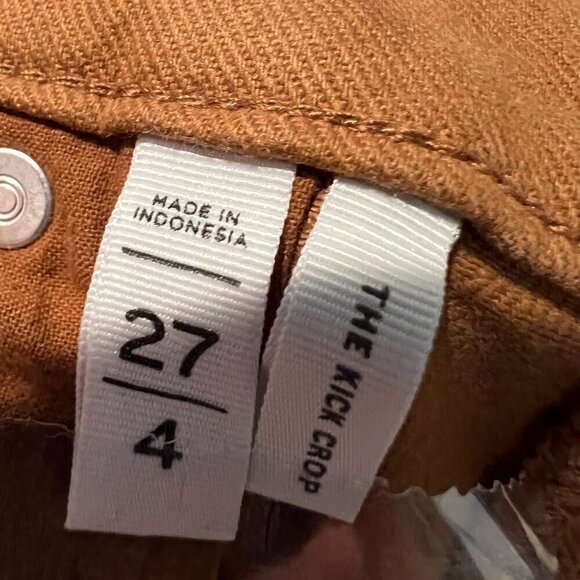 MADE IN
INDONESIA
27
4
THE KICK CROP